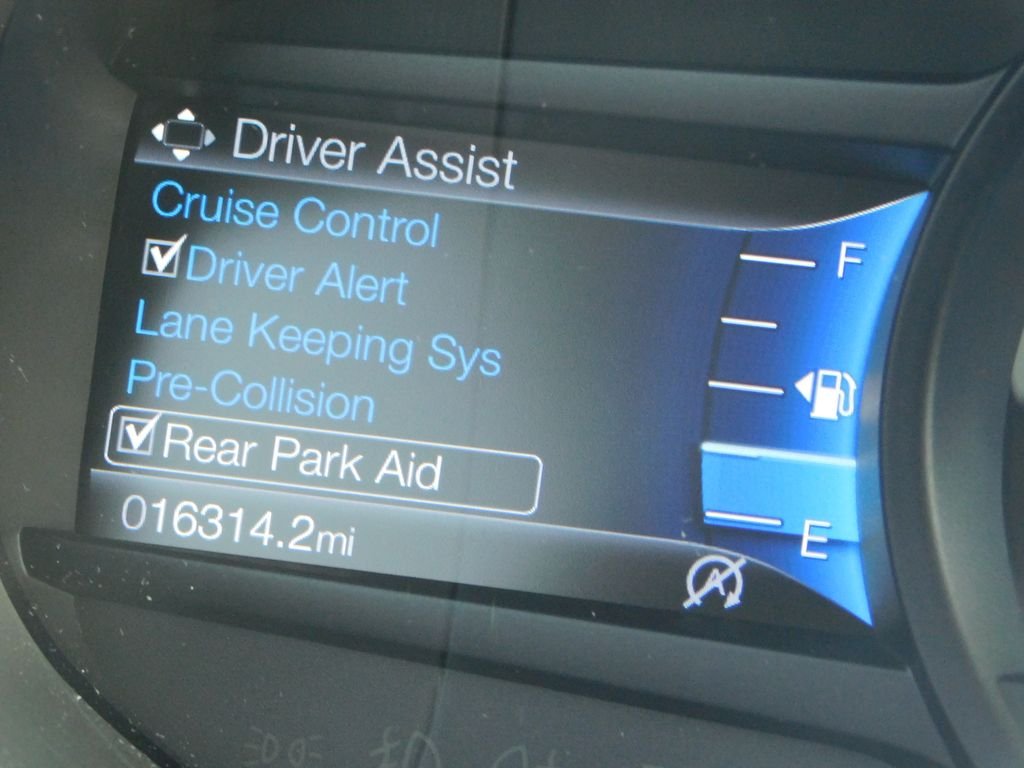 Driver Assist
Cruise Control
Driver Alert
Lane Keeping Sys
Pre-Collision
Rear Park Aid
016314.2mi
F
E
A